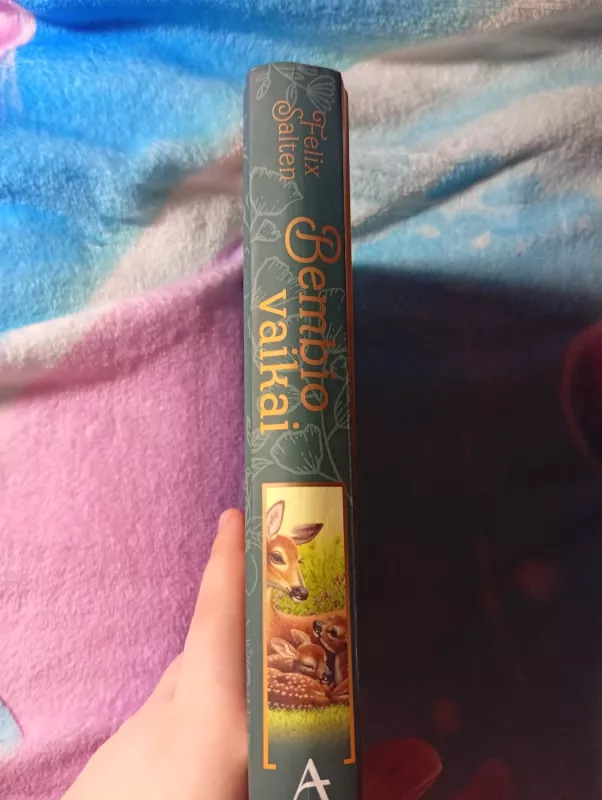 Felix
Salten
Bembio
vaikai
A